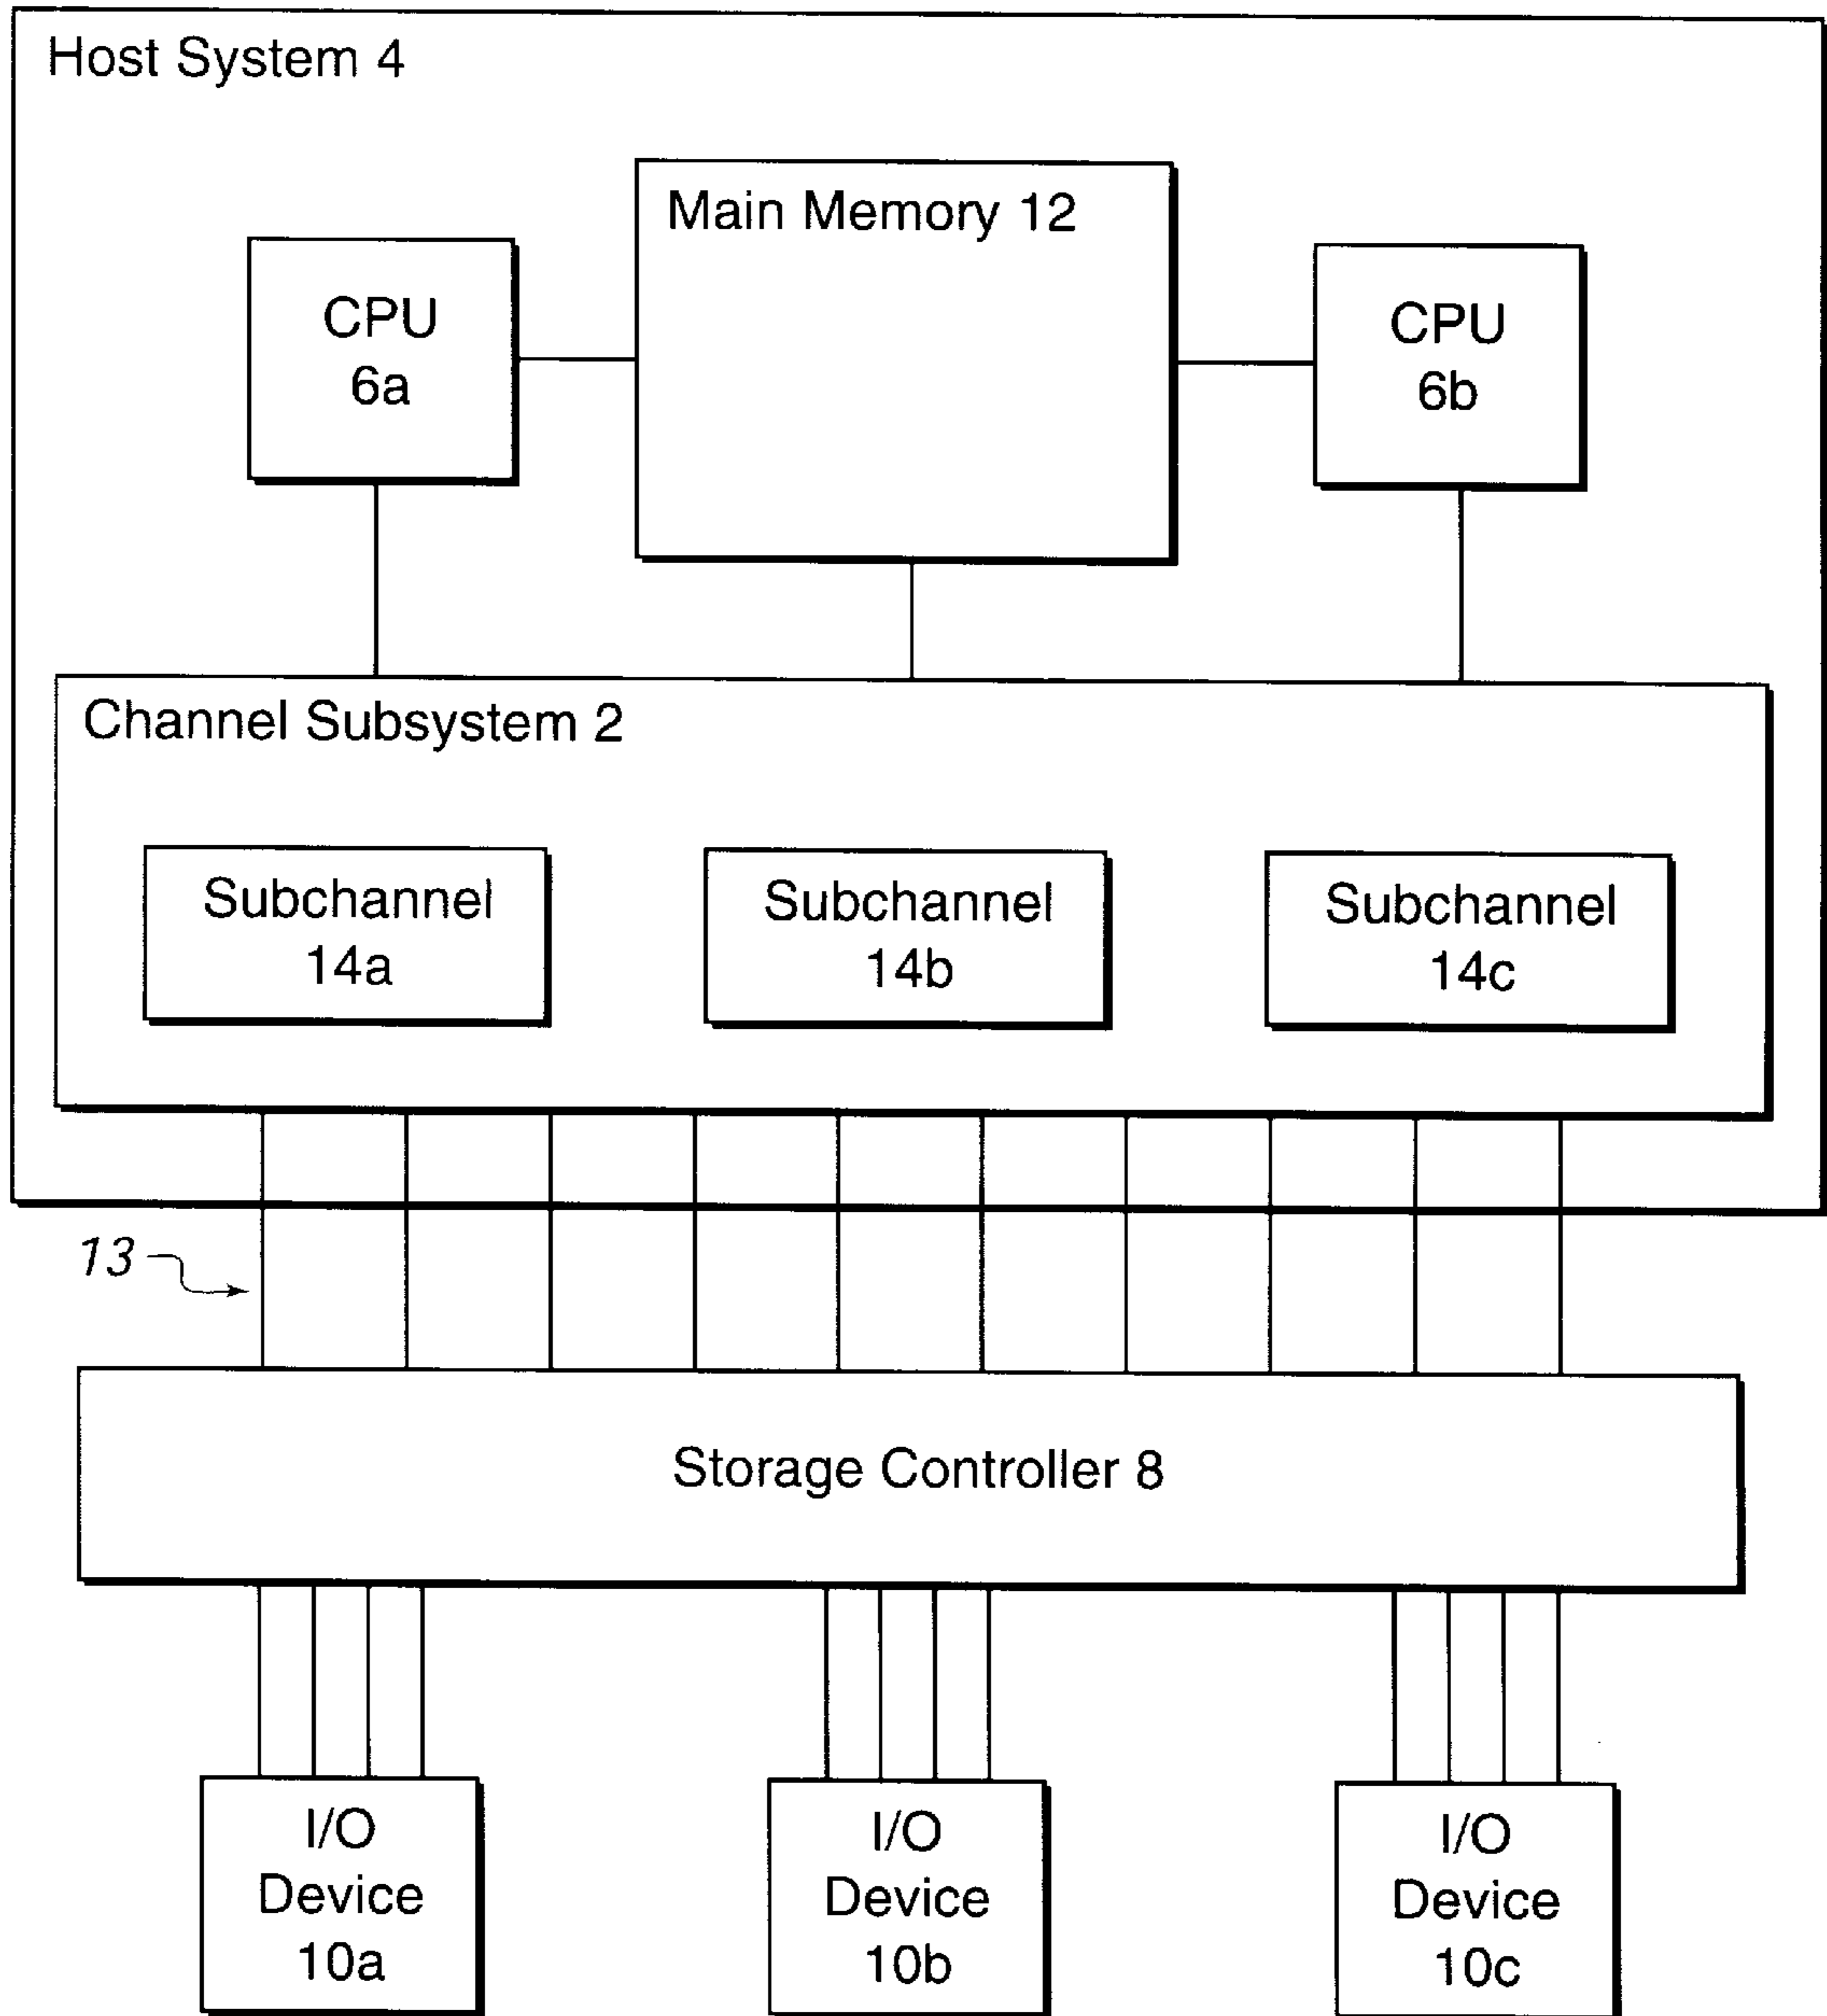 Host System 4
Main Memory 12
CPU
6a
CPU
6b
Channel Subsystem 2
Subchannel
14a
Subchannel
14b
Subchannel
14c
13
Storage Controller 8
I/O
Device
10a
I/O
Device
10b
I/O
Device
10c